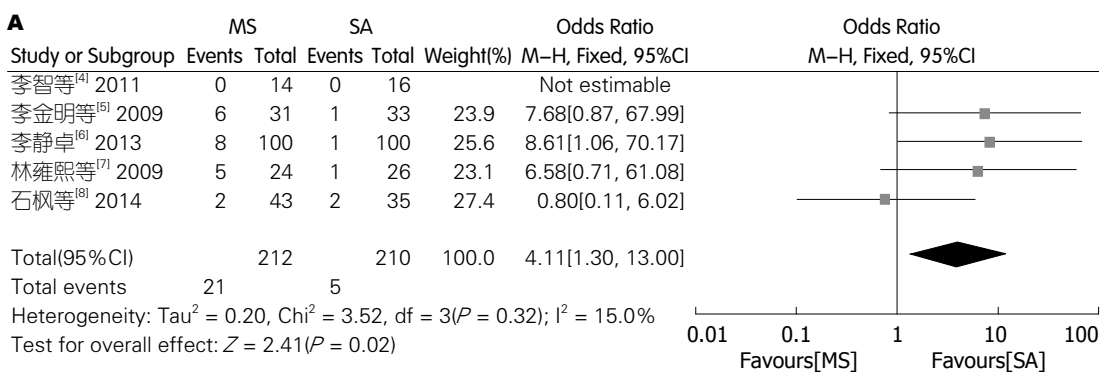 A
MS SA Odds Ratio Odds Ratio
Study or Subgroup Events Total Events Total Weight(%) M-H, Fixed, 95%CI M-H, Fixed, 95%CI
李智等[4] 2011 0 14 0 16 Not estimable
李金明等[5] 2009 6 31 1 33 23.9 7.68[0.87, 67.99]
李静卓[6] 2013 8 100 1 100 25.6 8.61[1.06, 70.17]
林雍熙等[7] 2009 5 24 1 26 23.1 6.58[0.71, 61.08]
石枫等[8] 2014 2 43 2 35 27.4 0.80[0.11, 6.02]
Total(95%CI) 212 210 100.0 4.11[1.30, 13.00]
Total events 21 5
Heterogeneity: Tau² = 0.20, Chi² = 3.52, df = 3(P = 0.32); I² = 15.0%
Test for overall effect: Z = 2.41(P = 0.02)
0.01 0.1 1 10 100
Favours[MS] Favours[SA]